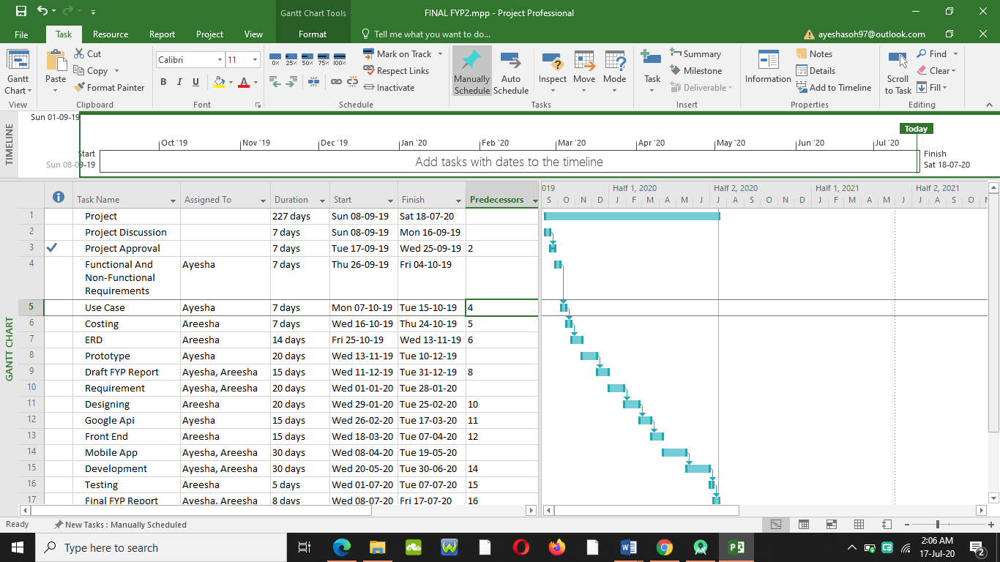 FINAL FYP2.mpp - Project Professional
Gantt Chart Tools
File Task Resource Report Project View Format Tell me what you want to do... ayeshasoh97@outlook.com
Gantt Chart
View
Paste
Cut
Copy
Format Painter
Clipboard
Calibri 11
B I U A
Font
0% 25% 50% 75% 100%
Mark on Track
Respect Links
Inactivate
Schedule
Manually Schedule
Auto Schedule
Inspect
Move
Mode
Tasks
Task
Summary
Milestone
Deliverable
Insert
Information
Notes
Details
Add to Timeline
Properties
Scroll to Task
Find
Clear
Fill
Editing
TIMELINE
Sun 01-09-19
Today
Oct '19 Nov '19 Dec '19 Jan '20 Feb '20 Mar '20 Apr '20 May '20 Jun '20 Jul '20
Start
Sun 08-09-19
Add tasks with dates to the timeline
Finish
Sat 18-07-20
GANTT CHART
Task Name Assigned To Duration Start Finish Predecessors
019 Half 1, 2020 Half 2, 2020 Half 1, 2021 Half 2, 2021
S O N D J F M A M J J A S O N D J F M A M J J A S O N
1 Project 227 days Sun 08-09-19 Sat 18-07-20
2 Project Discussion 7 days Sun 08-09-19 Mon 16-09-19
3 Project Approval 7 days Tue 17-09-19 Wed 25-09-19 2
4 Functional And Non-Functional Requirements Ayesha 7 days Thu 26-09-19 Fri 04-10-19
5 Use Case Ayesha 7 days Mon 07-10-19 Tue 15-10-19 4
6 Costing Areesha 7 days Wed 16-10-19 Thu 24-10-19 5
7 ERD Areesha 14 days Fri 25-10-19 Wed 13-11-19 6
8 Prototype Ayesha 20 days Wed 13-11-19 Tue 10-12-19
9 Draft FYP Report Ayesha, Areesha 15 days Wed 11-12-19 Tue 31-12-19 8
10 Requirement Ayesha, Areesha 20 days Wed 01-01-20 Tue 28-01-20
11 Designing Areesha 20 days Wed 29-01-20 Tue 25-02-20 10
12 Google Api Ayesha 15 days Wed 26-02-20 Tue 17-03-20 11
13 Front End Areesha 15 days Wed 18-03-20 Tue 07-04-20 12
14 Mobile App Ayesha, Areesha 30 days Wed 08-04-20 Tue 19-05-20
15 Development Ayesha, Areesha 30 days Wed 20-05-20 Tue 30-06-20 14
16 Testing Areesha 5 days Wed 01-07-20 Tue 07-07-20 15
17 Final FYP Report Ayesha, Areesha 8 days Wed 08-07-20 Fri 17-07-20 16
Ready New Tasks : Manually Scheduled
Type here to search
2:06 AM
17-Jul-20
2